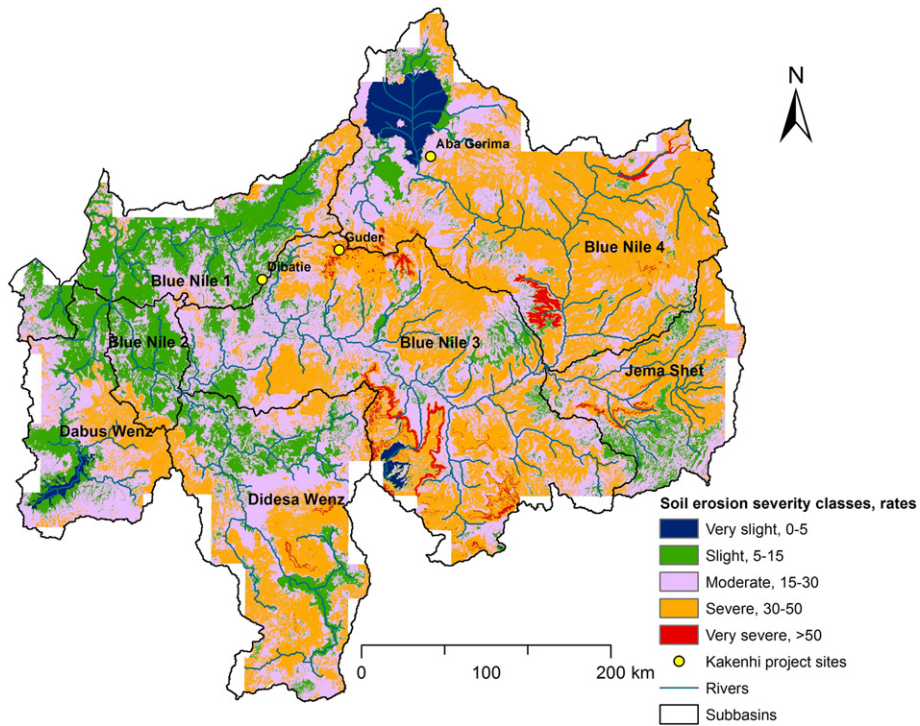 N
Aba Gerima
Blue Nile 4
Guder
Dibatie
Blue Nile 1
Blue Nile 2
Blue Nile 3
Jema Shet
Dabus Wenz
Didesa Wenz
Soil erosion severity classes, rates
Very slight, 0-5
Slight, 5-15
Moderate, 15-30
Severe, 30-50
Very severe, >50
Kakenhi project sites
Rivers
Subbasins
0 100 200 km